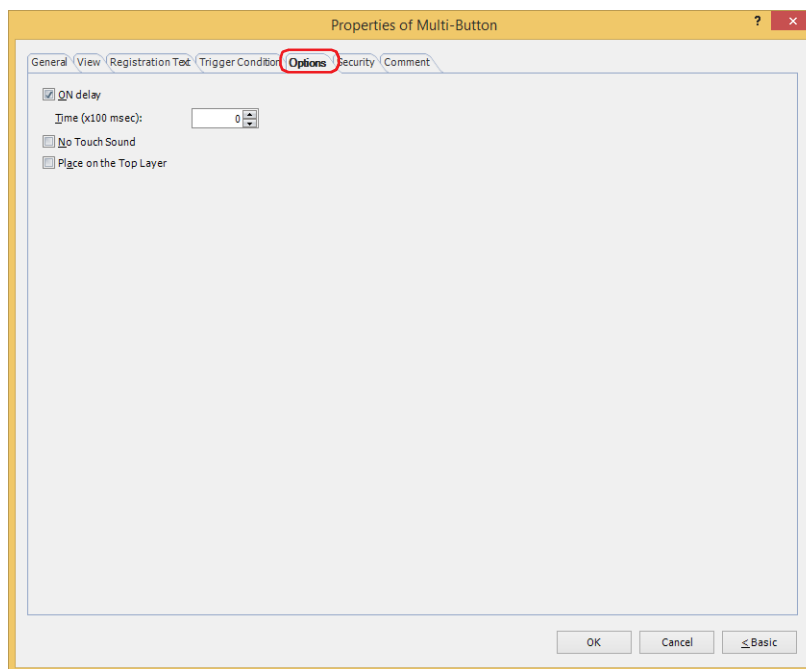 Properties of Multi-Button
? ×
General View Registration Text Trigger Condition Options Security Comment
ON delay
Time (x100 msec): 0
No Touch Sound
Place on the Top Layer
OK Cancel < Basic